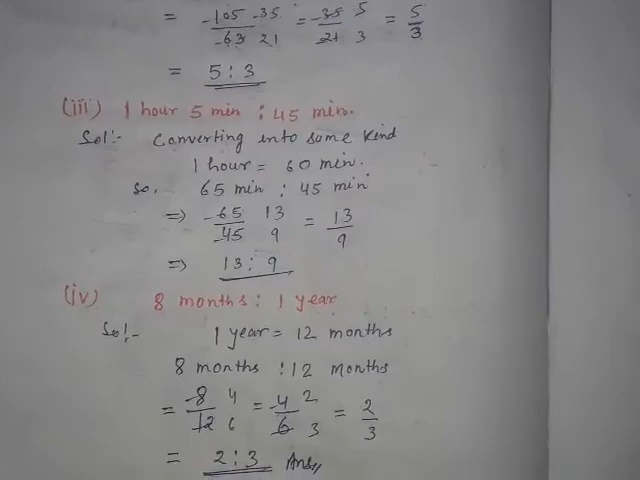 = 105/63 35/21 = 35/21 5/3 = 5/3
= 5 : 3
(iii) 1 hour 5 min : 45 min.
Sol:- Converting into some kind
1 hour = 60 min.
So, 65 min : 45 min
=> 65/45 13/9 = 13/9
=> 13 : 9
(iv) 8 months : 1 year
Sol:- 1 year = 12 months
8 months : 12 months
= 8/12 4/6 = 4/6 2/3 = 2/3
= 2 : 3 Ans,